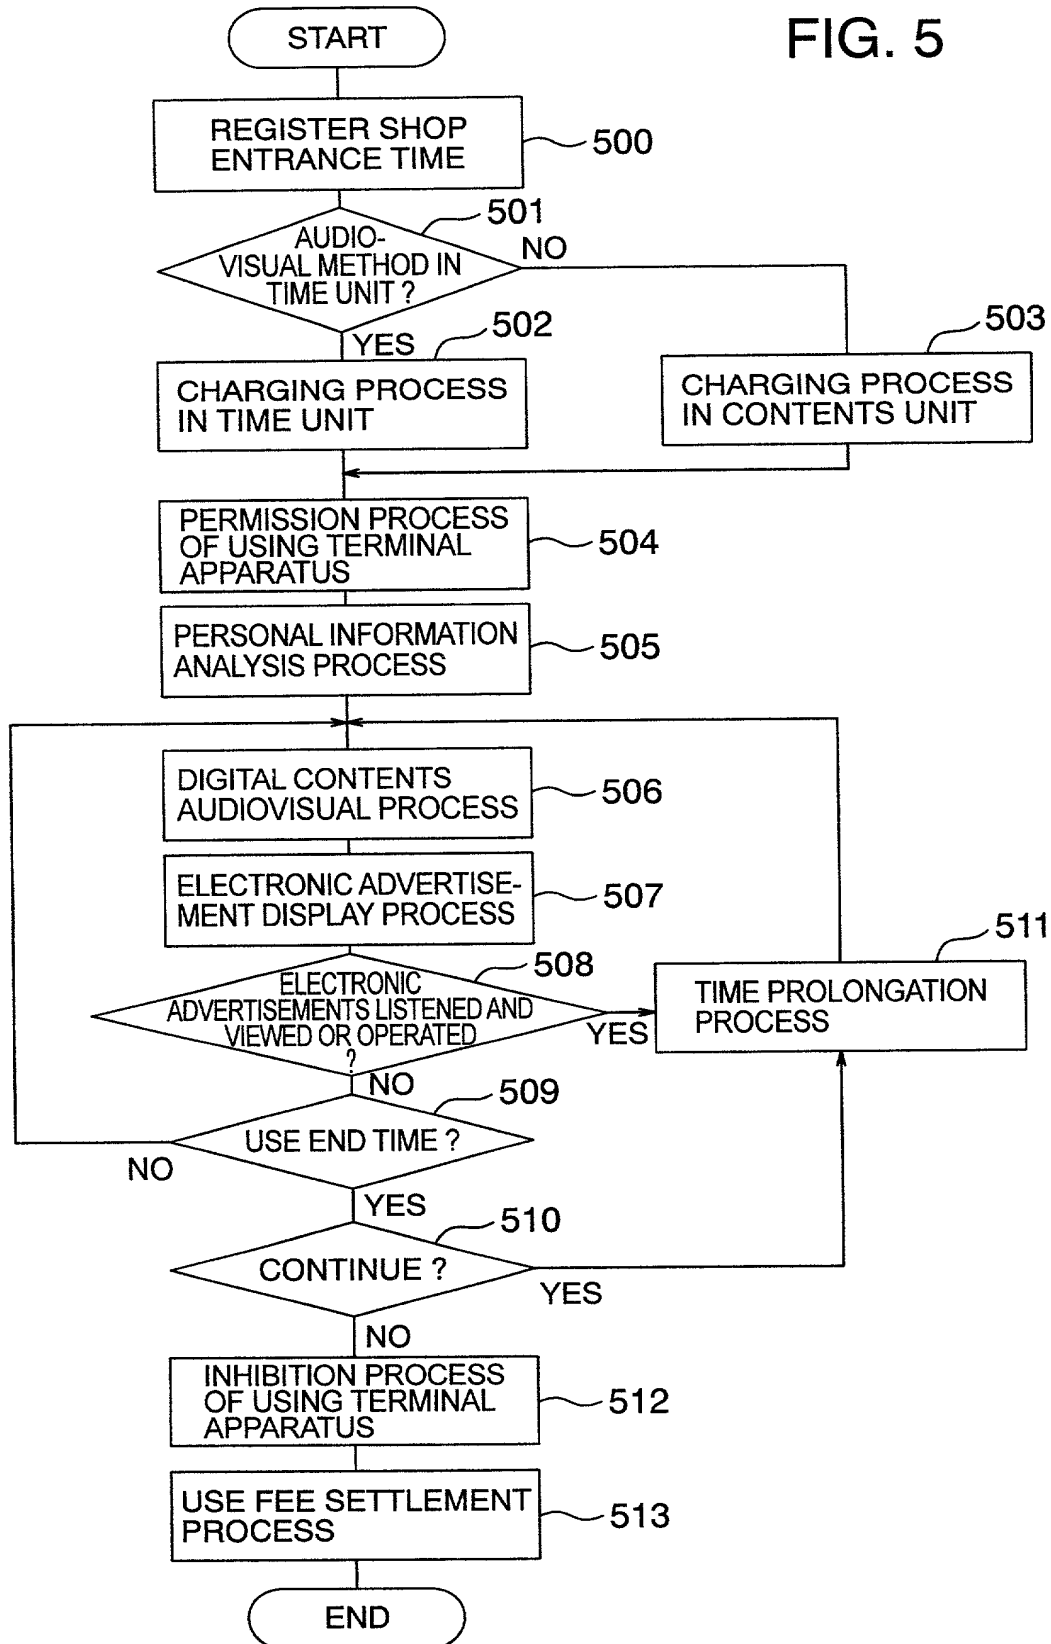 START
FIG. 5
REGISTER SHOP
ENTRANCE TIME
500
501
AUDIO-
VISUAL METHOD IN
TIME UNIT ?
NO
YES
502
503
CHARGING PROCESS
IN TIME UNIT
CHARGING PROCESS
IN CONTENTS UNIT
PERMISSION PROCESS
OF USING TERMINAL
APPARATUS
504
PERSONAL INFORMATION
ANALYSIS PROCESS
505
DIGITAL CONTENTS
AUDIOVISUAL PROCESS
506
ELECTRONIC ADVERTISE-
MENT DISPLAY PROCESS
507
508
ELECTRONIC
ADVERTISEMENTS LISTENED AND
VIEWED OR OPERATED
?
YES
511
TIME PROLONGATION
PROCESS
NO
509
USE END TIME ?
NO
YES
510
CONTINUE ?
YES
NO
INHIBITION PROCESS
OF USING TERMINAL
APPARATUS
512
USE FEE SETTLEMENT
PROCESS
513
END